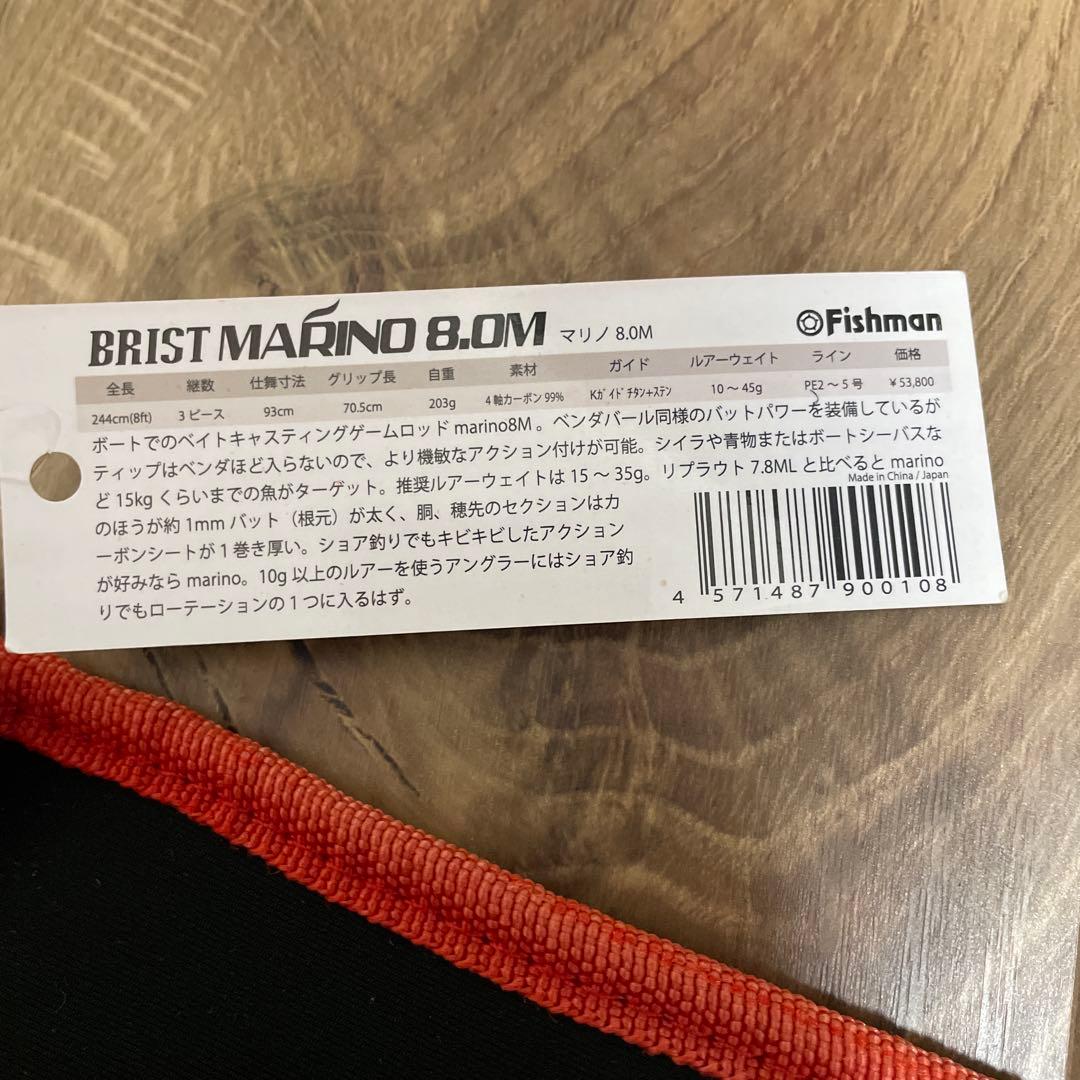 BRIST MARINO 8.0M マリノ 8.0M Fishman
全長 継数 仕舞寸法 グリップ長 自重 素材 ガイド ルアーウェイト ライン 価格
244cm(8ft) 3 ピース 93cm 70.5cm 203g 4 軸カーボン 99% Kｶﾞｲﾄﾞﾁﾀﾝ+ｽﾃﾝ 10 ～ 45g PE2 ～ 5 号 ￥53,800
ボートでのベイトキャスティングゲームロッド marino8M 。ベンダバール同様のバットパワーを装備しているが
ティップはベンダほど入らないので、より機敏なアクション付けが可能。シイラや青物またはボートシーバスな
ど 15kg くらいまでの魚がターゲット。推奨ルアーウェイトは 15 ～ 35g。リプラウト 7.8ML と比べると marino
のほうが約 1mm バット（根元）が太く、胴、穂先のセクションはカ
ーボンシートが 1 巻き厚い。ショア釣りでもキビキビしたアクション
が好みなら marino。10g 以上のルアーを使うアングラーにはショア釣
りでもローテーションの 1 つに入るはず。
Made in China / Japan
4 571487 900108